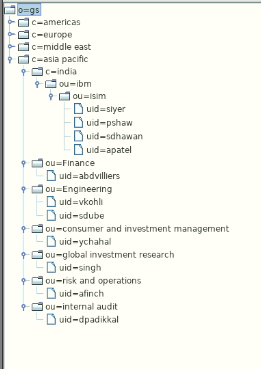 o=gs
c=americas
c=europe
c=middle east
c=asia pacific
c=india
ou=ibm
ou=isim
uid=siyer
uid=pshaw
uid=sdhawan
uid=apatel
ou=Finance
uid=abdvilliers
ou=Engineering
uid=vkohli
uid=sdube
ou=consumer and investment management
uid=ychahal
ou=global investment research
uid=singh
ou=risk and operations
uid=afinch
ou=internal audit
uid=dpadikkal